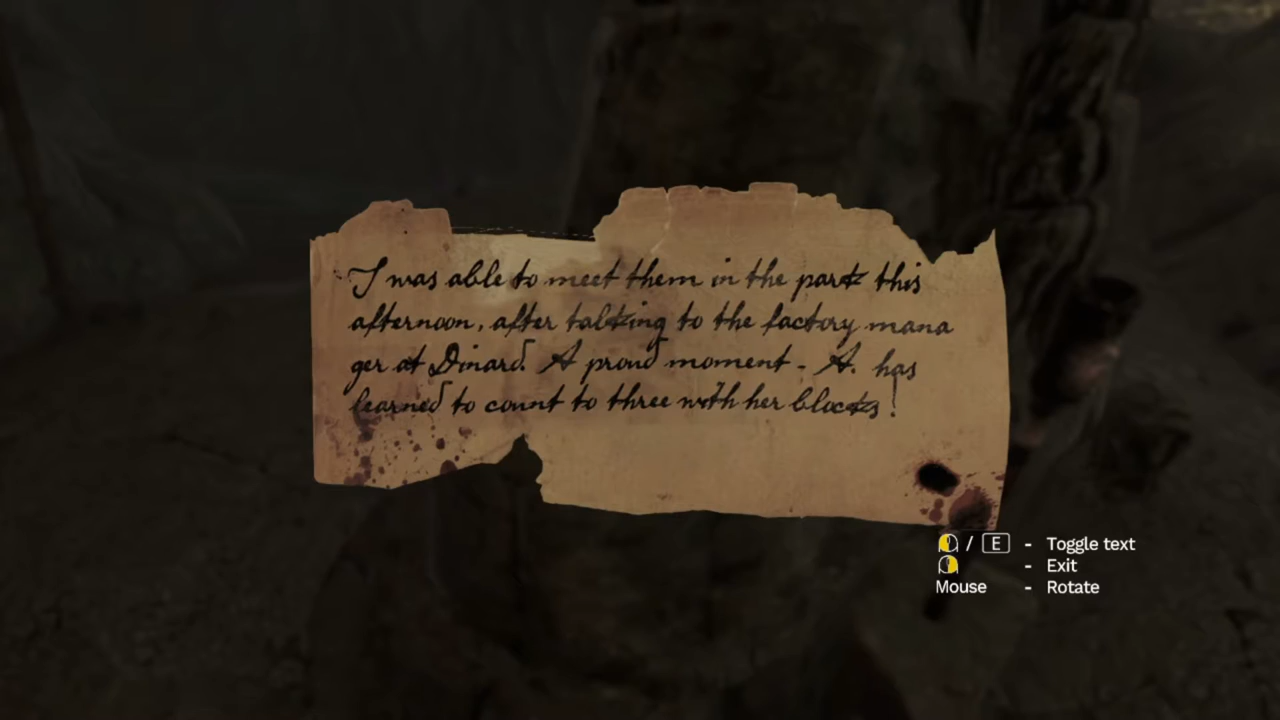 I was able to meet them in the park this
afternoon, after talking to the factory mana
ger at Dinard. A proud moment - A. has
learned to count to three with her blocks!
/ E - Toggle text
- Exit
Mouse - Rotate